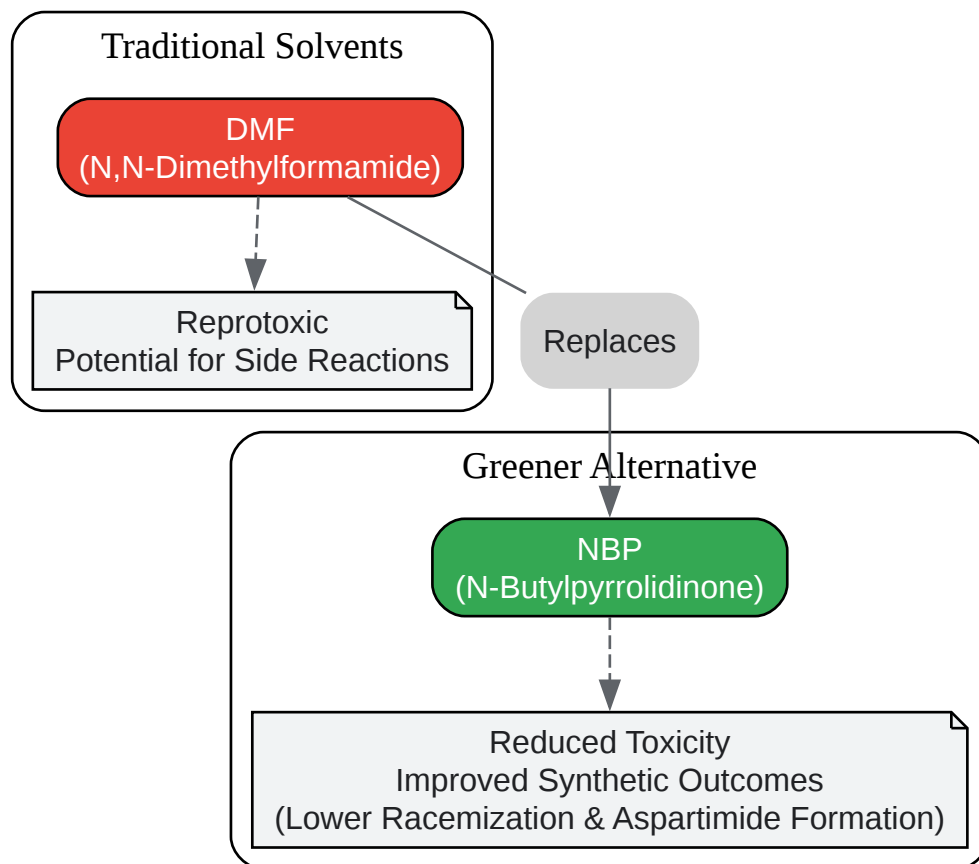 Traditional Solvents
DMF
(N,N-Dimethylformamide)
Reprotoxic
Potential for Side Reactions
Replaces
Greener Alternative
NBP
(N-Butylpyrrolidinone)
Reduced Toxicity
Improved Synthetic Outcomes
(Lower Racemization & Aspartimide Formation)